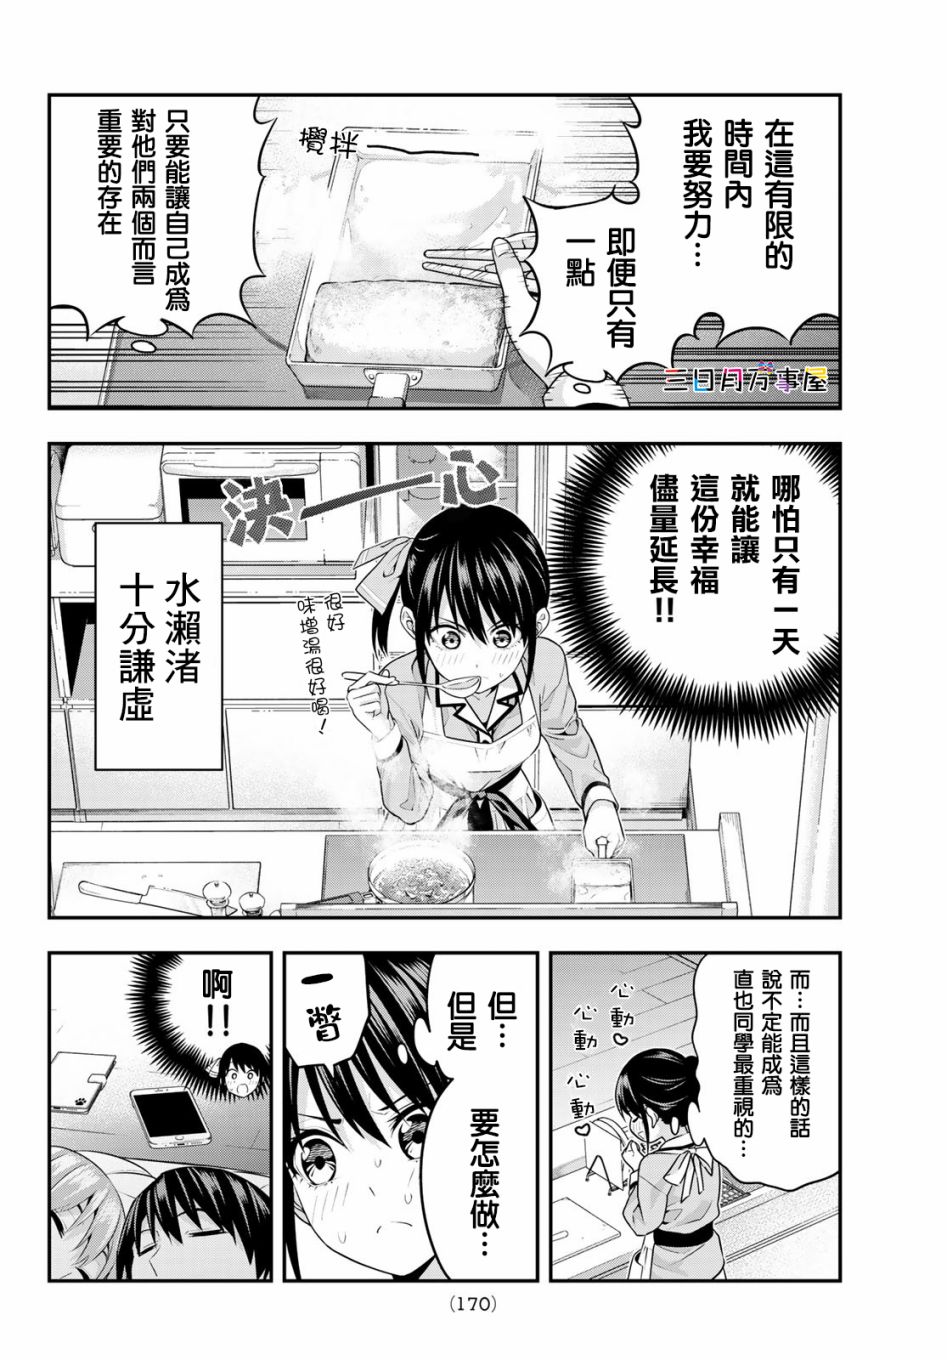 在這有限的
時間內
我要努力…
即便只有
一點
攪拌
只要能讓自己成為
對他們兩個而言
重要的存在
三日月万事屋
哪怕只有一天
就能讓
這份幸福
儘量延長!!
決一心
很好
味增湯很好喝!
水瀨渚
十分謙虛
而…而且這樣的話
說不定能成為
直也同學最重視的…
心動♡
心動
心動♡
但…
但是
要怎麼做…
一瞥
啊!!
(170)